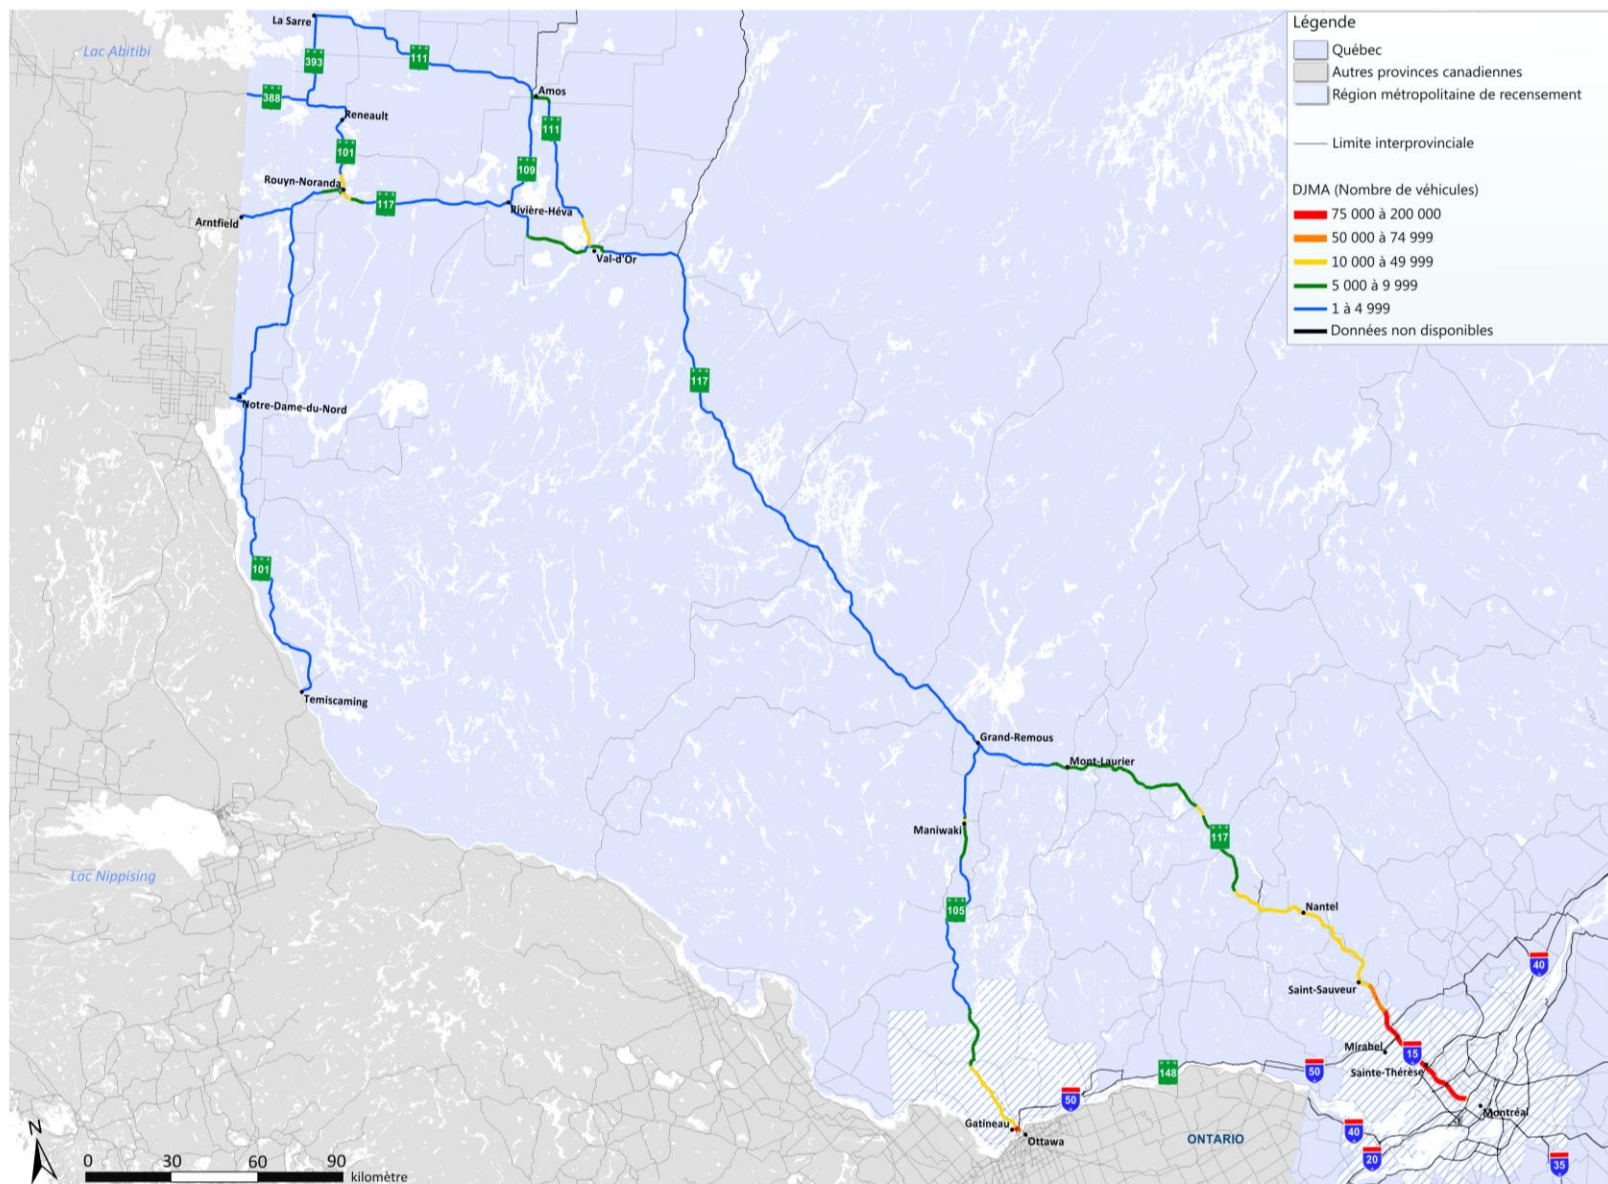 La Sarre
Légende
Québec
Autres provinces canadiennes
Région métropolitaine de recensement
Limite interprovinciale
DJMA (Nombre de véhicules)
75 000 à 200 000
50 000 à 74 999
10 000 à 49 999
5 000 à 9 999
1 à 4 999
Données non disponibles
Lac Abitibi
393
111
388
Amos
Reneault
111
101
109
Rouyn-Noranda
117
Rivière-Héva
Arntfield
Val-d'Or
117
Notre-Dame-du-Nord
101
Temiscaming
Grand-Remous
Mont-Laurier
Maniwaki
117
Lac Nippising
105
Nantel
40
Saint-Sauveur
Mirabel
15
148
50
Sainte-Thérèse
50
Montréal
Gatineau
Ottawa
ONTARIO
40
20
35
N
0 30 60 90
kilomètre